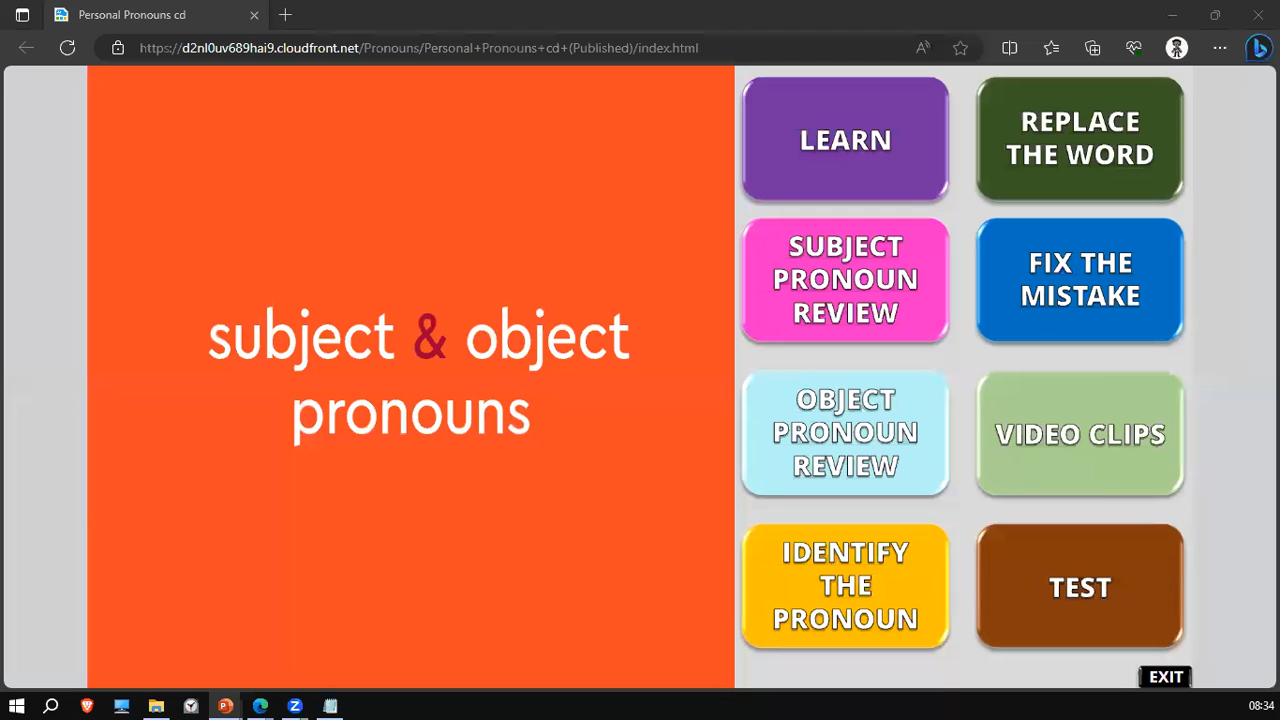 Personal Pronouns cd
https://d2nl0uv689hai9.cloudfront.net/Pronouns/Personal+Pronouns+cd+(Published)/index.html
subject & object
pronouns
LEARN
REPLACE
THE WORD
SUBJECT
PRONOUN
REVIEW
FIX THE
MISTAKE
OBJECT
PRONOUN
REVIEW
VIDEO CLIPS
IDENTIFY
THE
PRONOUN
TEST
EXIT
08:34